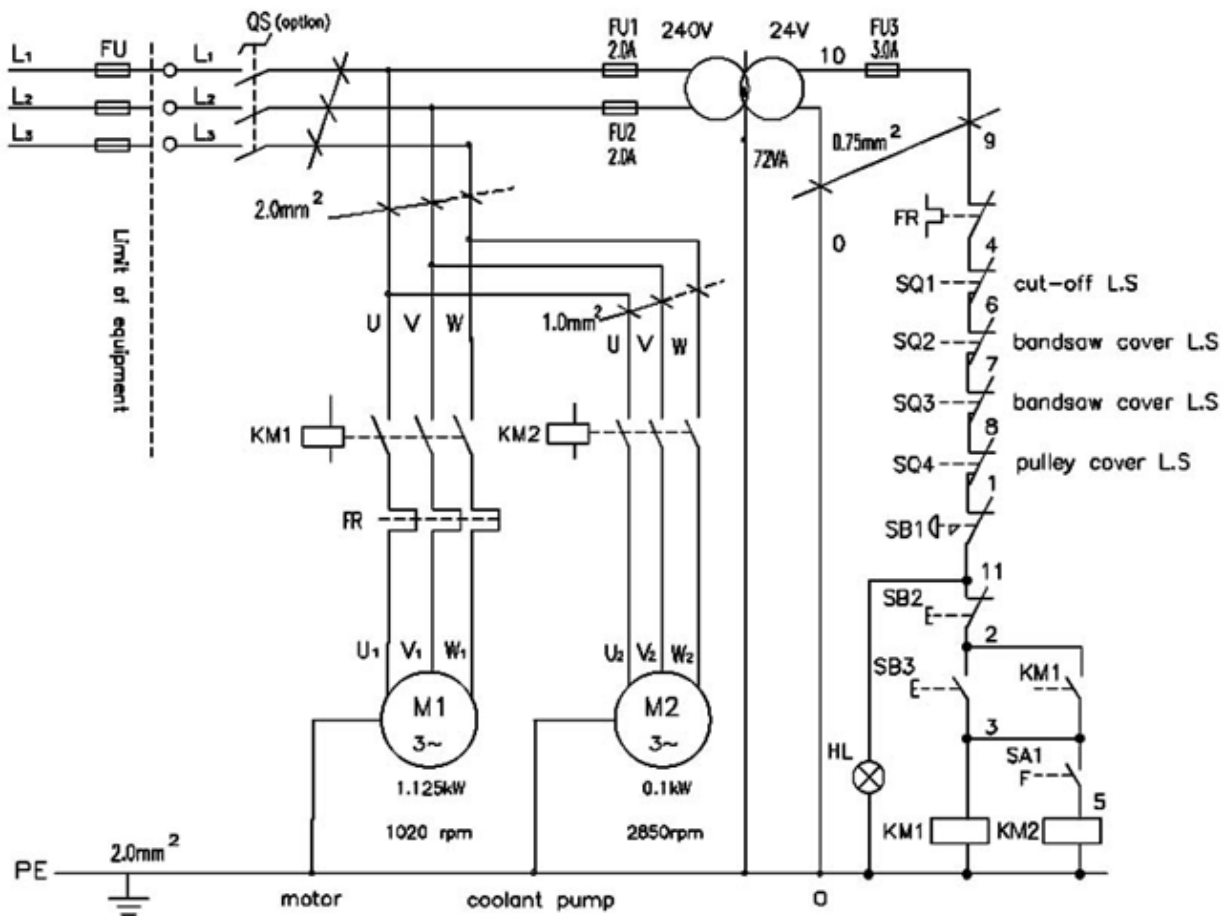 QS (option)
FU1 240V 24V FU3
L1 FU L1 2.0A 10 3.0A
L2 L2
L3 L3
FU2
2.0A
72VA
0.75mm²
9
2.0mm²
FR
0
4
Limit of equipment
SQ1 cut-off L.S
6
U V W
1.0mm²
U V W
SQ2 bandsaw cover L.S
7
SQ3 bandsaw cover L.S
KM1 KM2
8
SQ4 pulley cover L.S
1
FR
SB1
11
SB2
2
U1 V1 W1 U2 V2 W2
SB3 KM1
M1 M2
3~ 3~
3
HL
SA1
F
1.125kW 0.1kW
5
1020 rpm 2850rpm
KM1 KM2
2.0mm²
PE
motor coolant pump 0